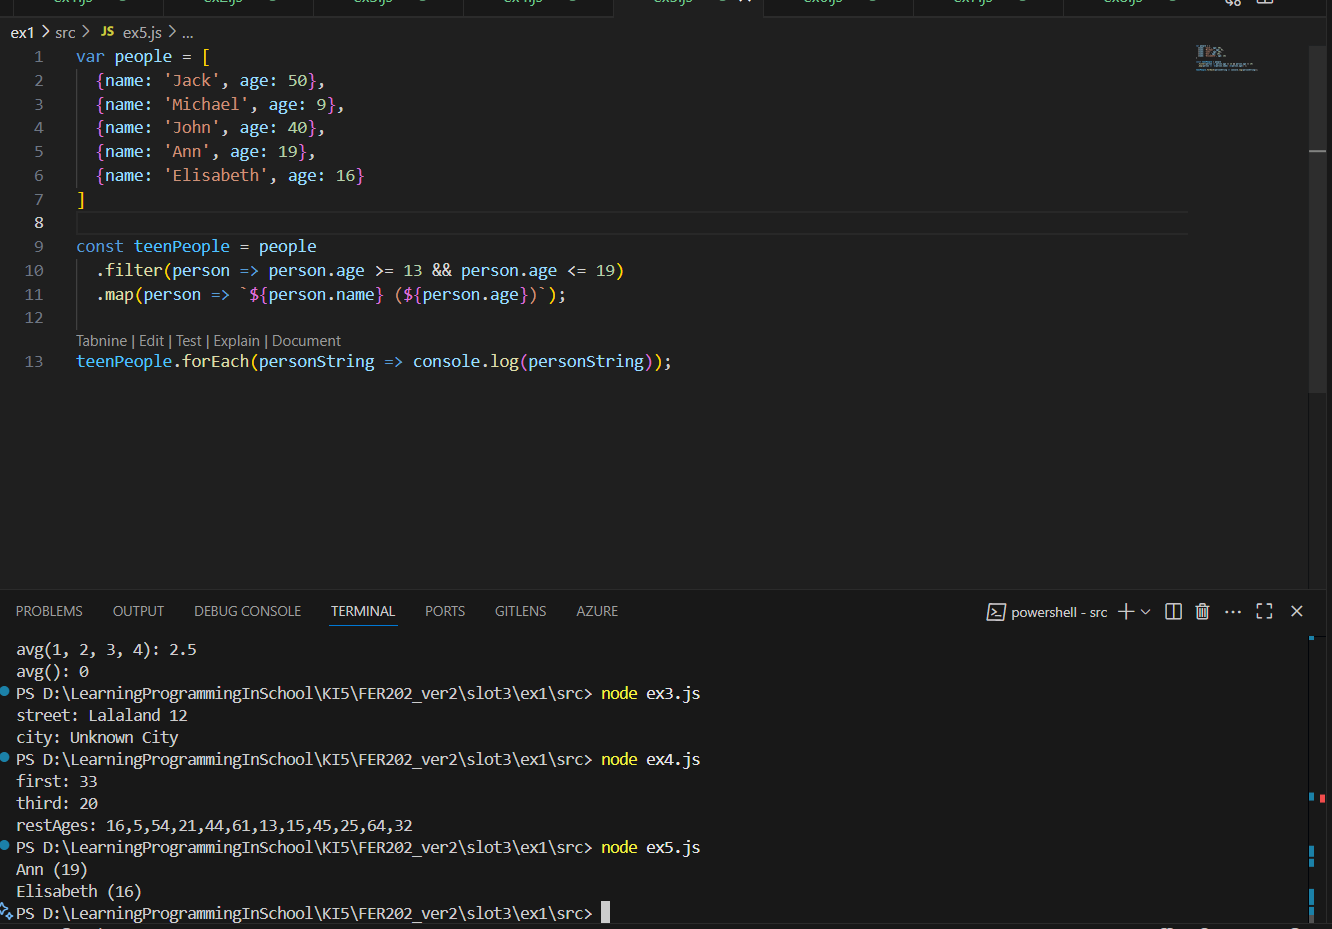 ex1 > src > JS ex5.js > ...
1 var people = [
2 {name: 'Jack', age: 50},
3 {name: 'Michael', age: 9},
4 {name: 'John', age: 40},
5 {name: 'Ann', age: 19},
6 {name: 'Elisabeth', age: 16}
7 ]
8
9 const teenPeople = people
10 .filter(person => person.age >= 13 && person.age <= 19)
11 .map(person => `${person.name} (${person.age})`);
12
Tabnine | Edit | Test | Explain | Document
13 teenPeople.forEach(personString => console.log(personString));
PROBLEMS OUTPUT DEBUG CONSOLE TERMINAL PORTS GITLENS AZURE powershell - src
avg(1, 2, 3, 4): 2.5
avg(): 0
PS D:\LearningProgrammingInSchool\KI5\FER202_ver2\slot3\ex1\src> node ex3.js
street: Lalaland 12
city: Unknown City
PS D:\LearningProgrammingInSchool\KI5\FER202_ver2\slot3\ex1\src> node ex4.js
first: 33
third: 20
restAges: 16,5,54,21,44,61,13,15,45,25,64,32
PS D:\LearningProgrammingInSchool\KI5\FER202_ver2\slot3\ex1\src> node ex5.js
Ann (19)
Elisabeth (16)
PS D:\LearningProgrammingInSchool\KI5\FER202_ver2\slot3\ex1\src>